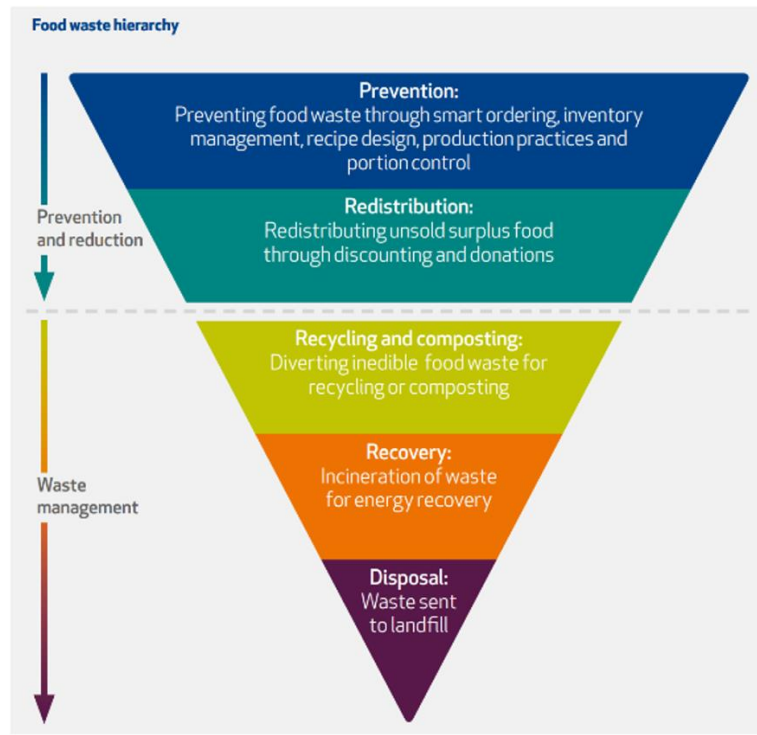 Food waste hierarchy
Prevention:
Preventing food waste through smart ordering, inventory
management, recipe design, production practices and
portion control
Redistribution:
Redistributing unsold surplus food
through discounting and donations
Prevention
and reduction
Recycling and composting:
Diverting inedible food waste for
recycling or composting
Recovery:
Incineration of waste
for energy recovery
Waste
management
Disposal:
Waste sent
to landfill